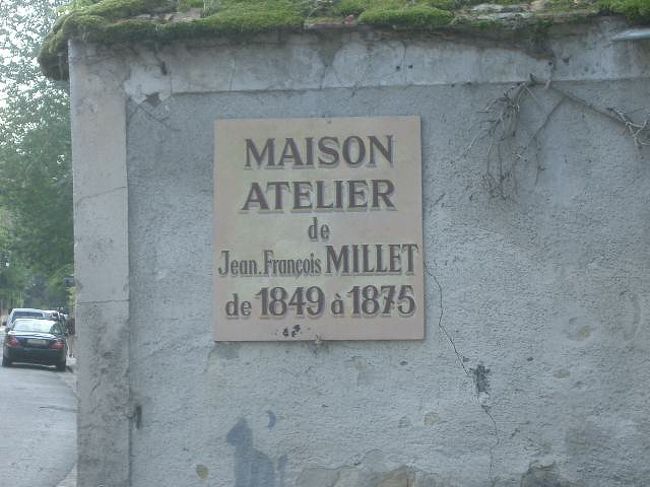 MAISON
ATELIER
de
Jean.François MILLET
de 1849 à 1875